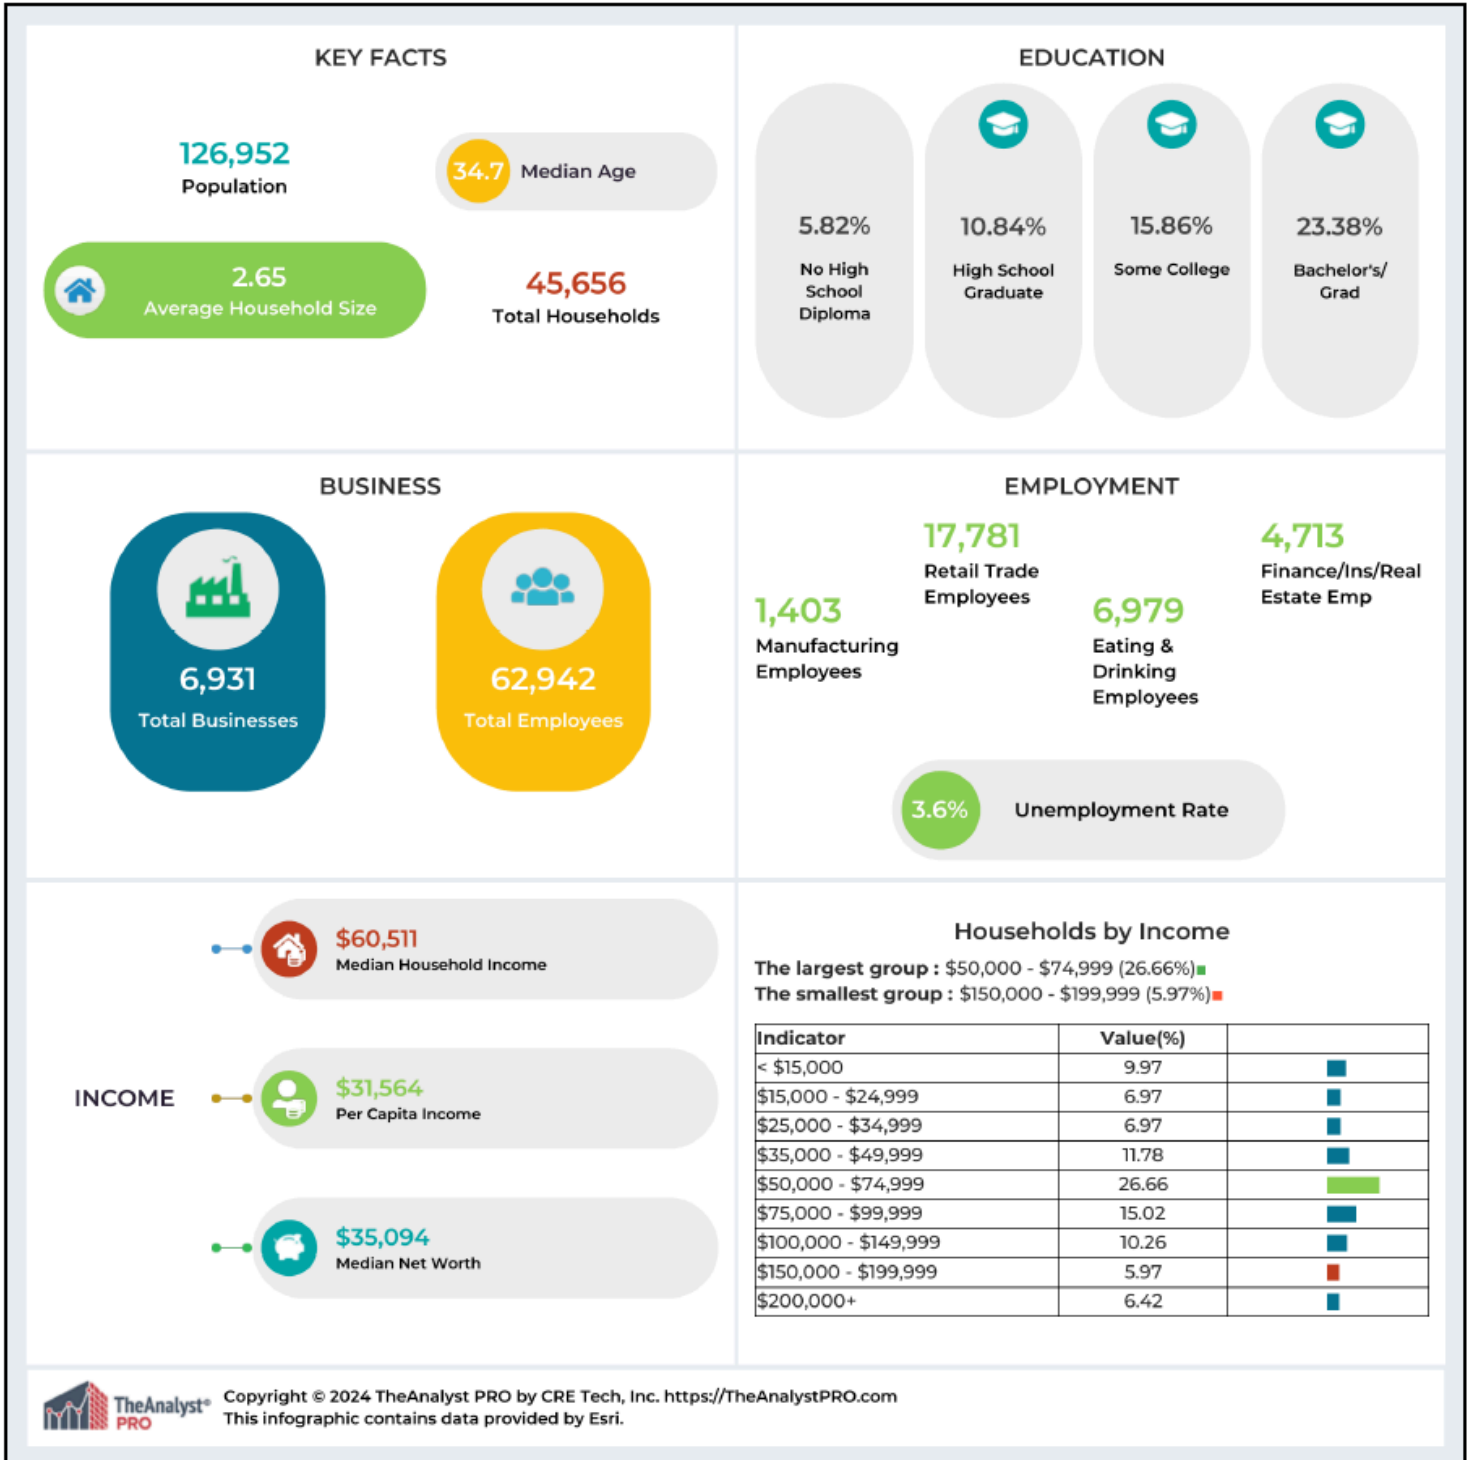 KEY FACTS
126,952
Population
34.7 Median Age
2.65
Average Household Size
45,656
Total Households
EDUCATION
5.82%
No High
School
Diploma
10.84%
High School
Graduate
15.86%
Some College
23.38%
Bachelor's/
Grad
BUSINESS
6,931
Total Businesses
62,942
Total Employees
EMPLOYMENT
1,403
Manufacturing
Employees
17,781
Retail Trade
Employees
6,979
Eating &
Drinking
Employees
4,713
Finance/Ins/Real
Estate Emp
3.6% Unemployment Rate
INCOME
$60,511
Median Household Income
$31,564
Per Capita Income
$35,094
Median Net Worth
Households by Income
The largest group : $50,000 - $74,999 (26.66%)
The smallest group : $150,000 - $199,999 (5.97%)
Indicator Value(%)
< $15,000 9.97
$15,000 - $24,999 6.97
$25,000 - $34,999 6.97
$35,000 - $49,999 11.78
$50,000 - $74,999 26.66
$75,000 - $99,999 15.02
$100,000 - $149,999 10.26
$150,000 - $199,999 5.97
$200,000+ 6.42
TheAnalyst®
PRO
Copyright © 2024 TheAnalyst PRO by CRE Tech, Inc. https://TheAnalystPRO.com
This infographic contains data provided by Esri.